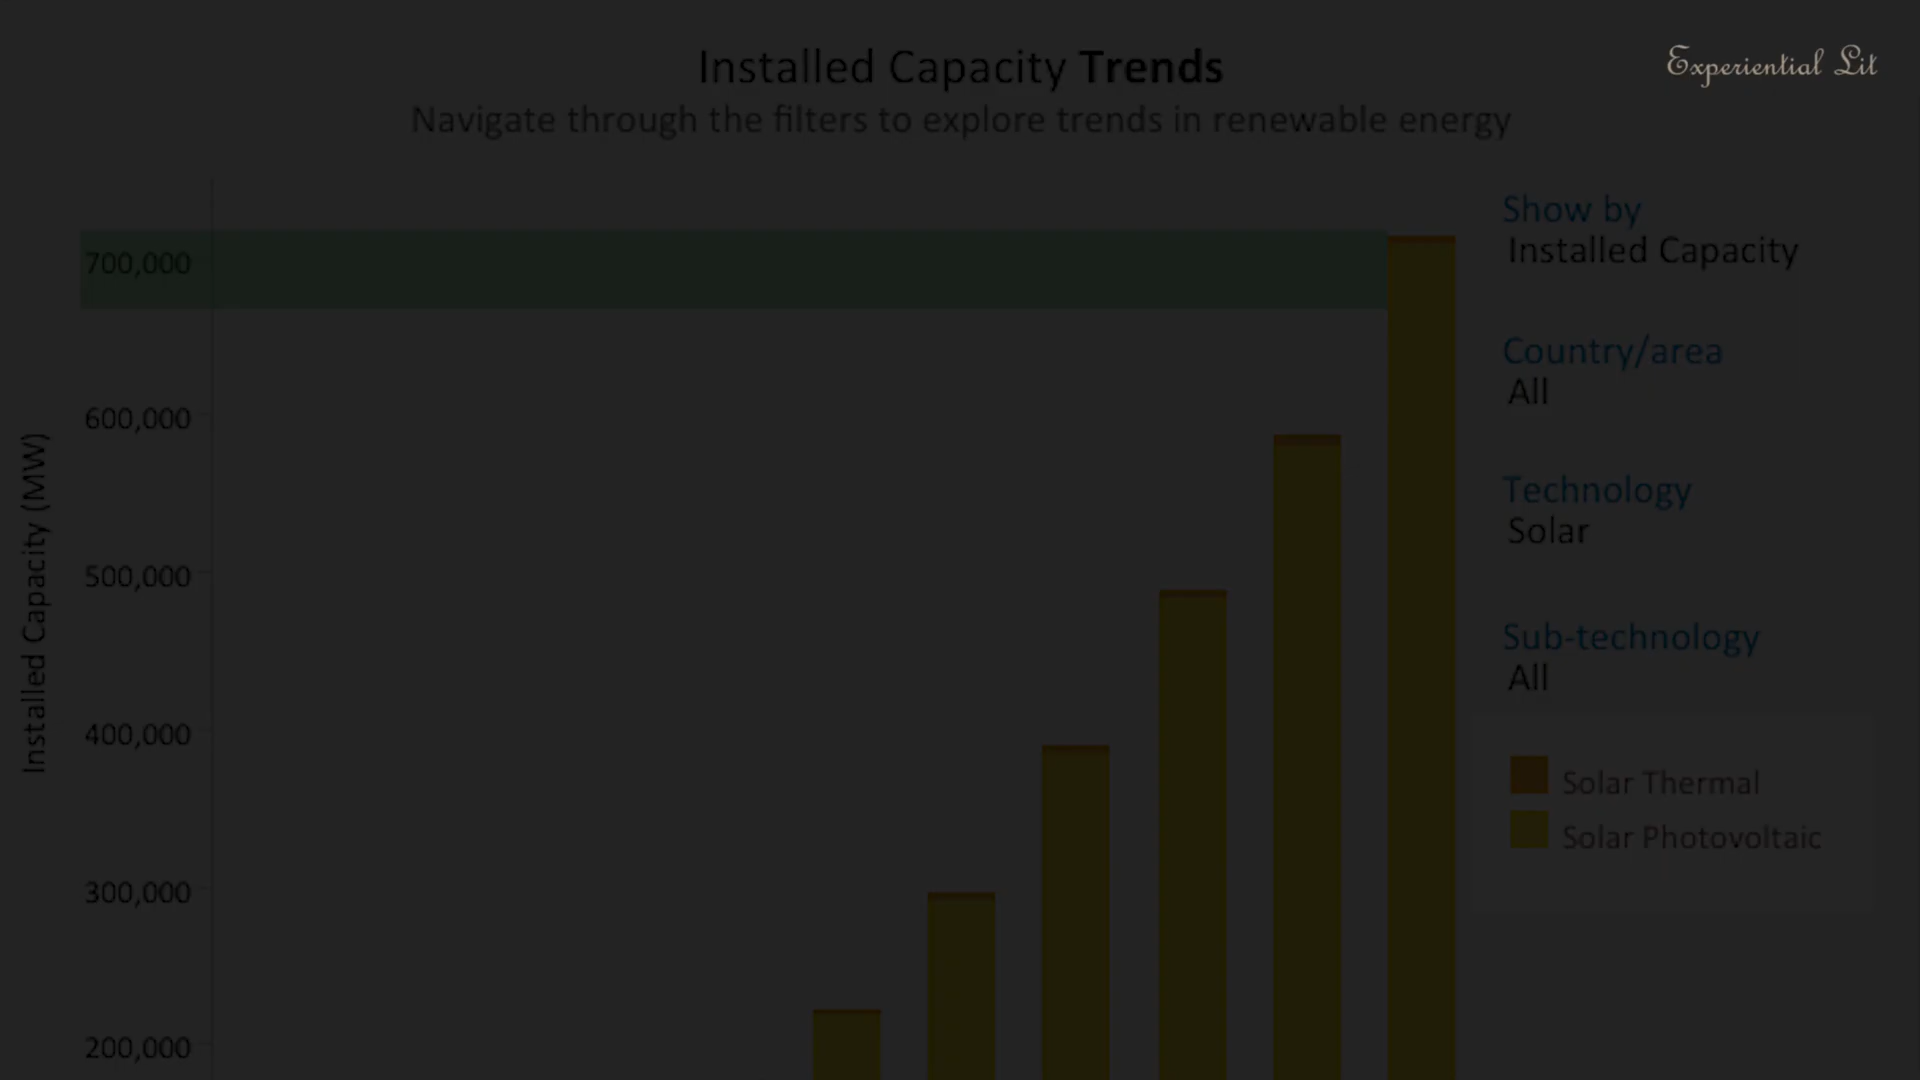 Installed Capacity Trends
Experiential Lit
Navigate through the filters to explore trends in renewable energy
Show by
Installed Capacity
Country/area
All
Technology
Solar
Sub-technology
All
Solar Thermal
Solar Photovoltaic
Installed Capacity (MW)
700,000
600,000
500,000
400,000
300,000
200,000